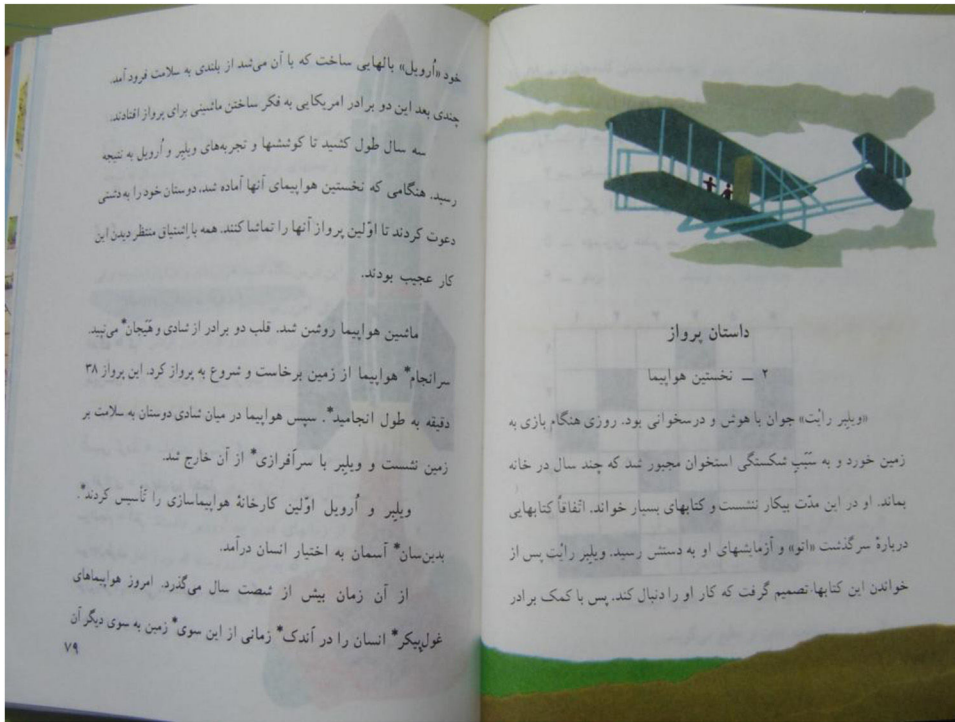 داستان پرواز
۲ ــ نخستین هواپیما
«ویلبِر رایْت» جوان با هوش و درسخوانی بود. روزی هنگام بازی به
زمین خورد و به سَبَبِ شکستگی استخوان مجبور شد که چند سال در خانه
بماند. او در این مدّت بیکار ننشست و کتابهای بسیار خواند. اتّفاقاً کتابهایی
دربارهٔ سرگذشت «اتو» و آزمایشهای او به دستش رسید. ویلبِر رایْت پس از
خواندن این کتابها، تصمیم گرفت که کار او را دنبال کند. پس با کمک برادر
خود «اُرویل» بالهایی ساخت که با آن می‌شد از بلندی به سلامت فرود آمد.
چندی بعد این دو برادر امریکایی به فکر ساختن ماشینی برای پرواز افتادند.
سه سال طول کشید تا کوششها و تجربه‌های ویلبِر و اُرویل به نتیجه
رسید. هنگامی که نخستین هواپیمای آنها آماده شد، دوستان خود را به دشتی
دعوت کردند تا اوّلین پرواز آنها را تماشا کنند. همه با اِشتیاق منتظر دیدن این
کار عجیب بودند.
ماشین هواپیما روشن شد. قلب دو برادر از شادی و هَیَجان* می‌تپید.
سرانجام* هواپیما از زمین برخاست و شروع به پرواز کرد. این پرواز ۳۸
دقیقه به طول انجامید*. سپس هواپیما در میان شادی دوستان به سلامت بر
زمین نشست و ویلبِر با سرآفرازی* از آن خارج شد.
ویلبِر و اُرویل اوّلین کارخانهٔ هواپیماسازی را تَأسیس کردند*.
بدین‌سان* آسمان به اختیار انسان درآمد.
از آن زمان بیش از شصت سال می‌گذرد. امروز هواپیماهای
غول‌پیکر* انسان را در اَندک* زمانی از این سوی* زمین به سوی دیگر آن
۷۹